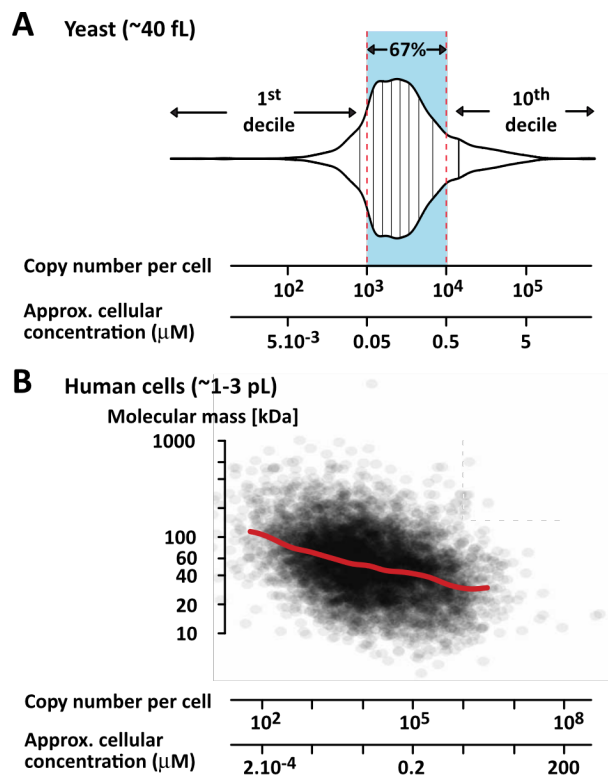 A Yeast (~40 fL)
67%
1st
decile
10th
decile
Copy number per cell
10² 10³ 10⁴ 10⁵
Approx. cellular
concentration (µM)
5.10⁻³ 0.05 0.5 5
B Human cells (~1-3 pL)
Molecular mass [kDa]
1000
100
60
40
20
10
Copy number per cell
10² 10⁵ 10⁸
Approx. cellular
concentration (µM)
2.10⁻⁴ 0.2 200